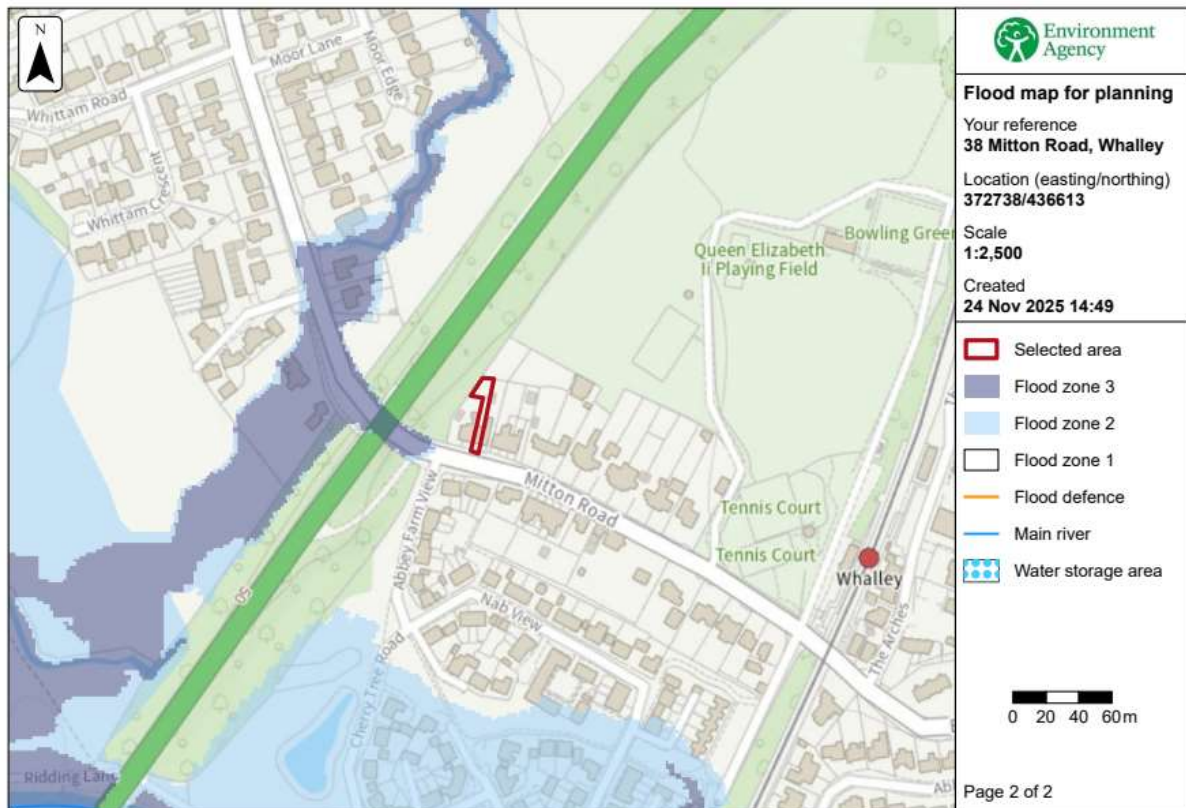 N
Moor Lane
Moor Edge
Whittam Road
Whittam Crescent
Queen Elizabeth
Ii Playing Field
Bowling Green
Mitton Road
Abbey Farm View
Tennis Court
Tennis Court
Whalley
The Arches
Nab View
Cherry Tree Road
50
Ridding Lane
Environment
Agency
Flood map for planning
Your reference
38 Mitton Road, Whalley
Location (easting/northing)
372738/436613
Scale
1:2,500
Created
24 Nov 2025 14:49
Selected area
Flood zone 3
Flood zone 2
Flood zone 1
Flood defence
Main river
Water storage area
0 20 40 60m
Page 2 of 2